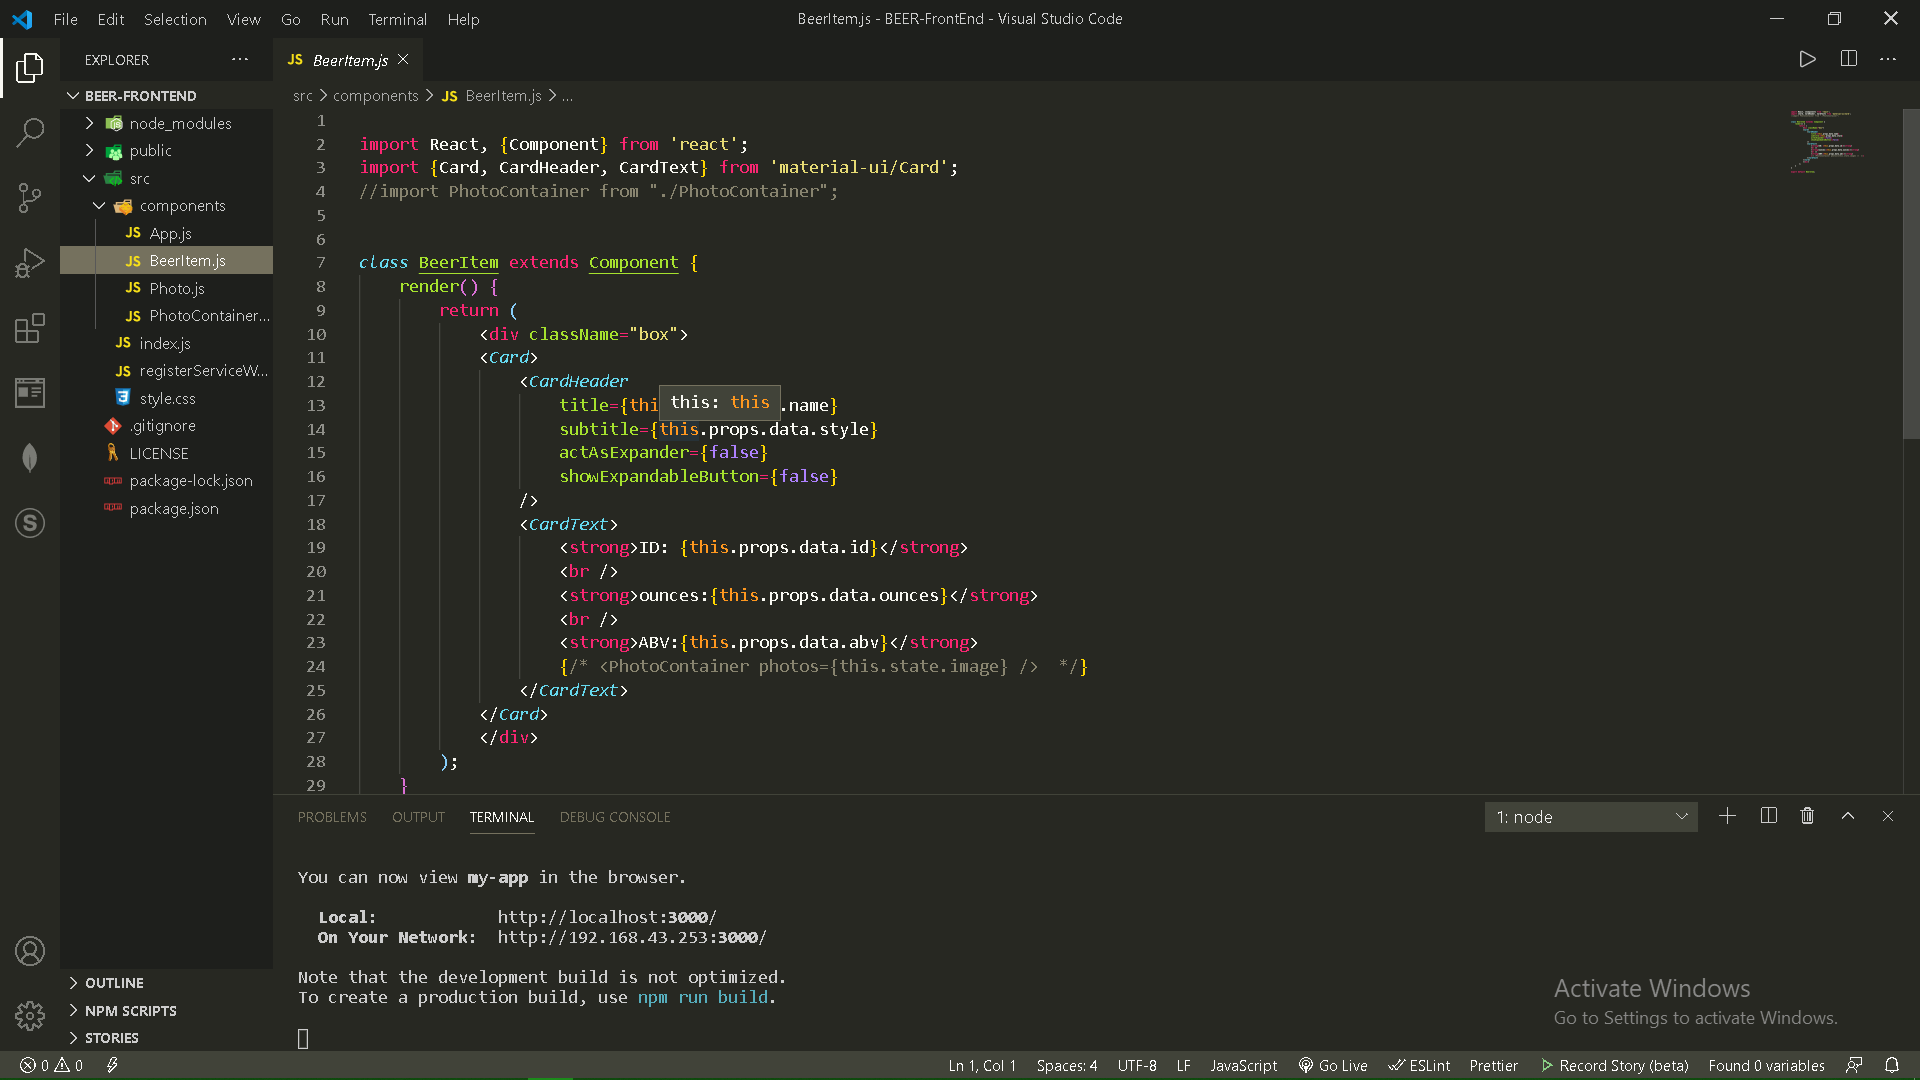 File Edit Selection View Go Run Terminal Help
BeerItem.js - BEER-FrontEnd - Visual Studio Code
EXPLORER
JS BeerItem.js
BEER-FRONTEND
src > components > JS BeerItem.js > ...
node_modules
public
src
components
JS App.js
JS BeerItem.js
JS Photo.js
JS PhotoContainer...
JS index.js
JS registerServiceW...
style.css
.gitignore
LICENSE
package-lock.json
package.json
OUTLINE
NPM SCRIPTS
STORIES
1
2 import React, {Component} from 'react';
3 import {Card, CardHeader, CardText} from 'material-ui/Card';
4 //import PhotoContainer from "./PhotoContainer";
5
6
7 class BeerItem extends Component {
8 render() {
9 return (
10 <div className="box">
11 <Card>
12 <CardHeader
13 title={thi this: this .name}
14 subtitle={this.props.data.style}
15 actAsExpander={false}
16 showExpandableButton={false}
17 />
18 <CardText>
19 <strong>ID: {this.props.data.id}</strong>
20 <br />
21 <strong>ounces:{this.props.data.ounces}</strong>
22 <br />
23 <strong>ABV:{this.props.data.abv}</strong>
24 {/* <PhotoContainer photos={this.state.image} />  */}
25 </CardText>
26 </Card>
27 </div>
28 );
29 }
PROBLEMS OUTPUT TERMINAL DEBUG CONSOLE
1: node
You can now view my-app in the browser.
Local: http://localhost:3000/
On Your Network: http://192.168.43.253:3000/
Note that the development build is not optimized.
To create a production build, use npm run build.
Activate Windows
Go to Settings to activate Windows.
0 0
Ln 1, Col 1 Spaces: 4 UTF-8 LF JavaScript Go Live ESLint Prettier Record Story (beta) Found 0 variables